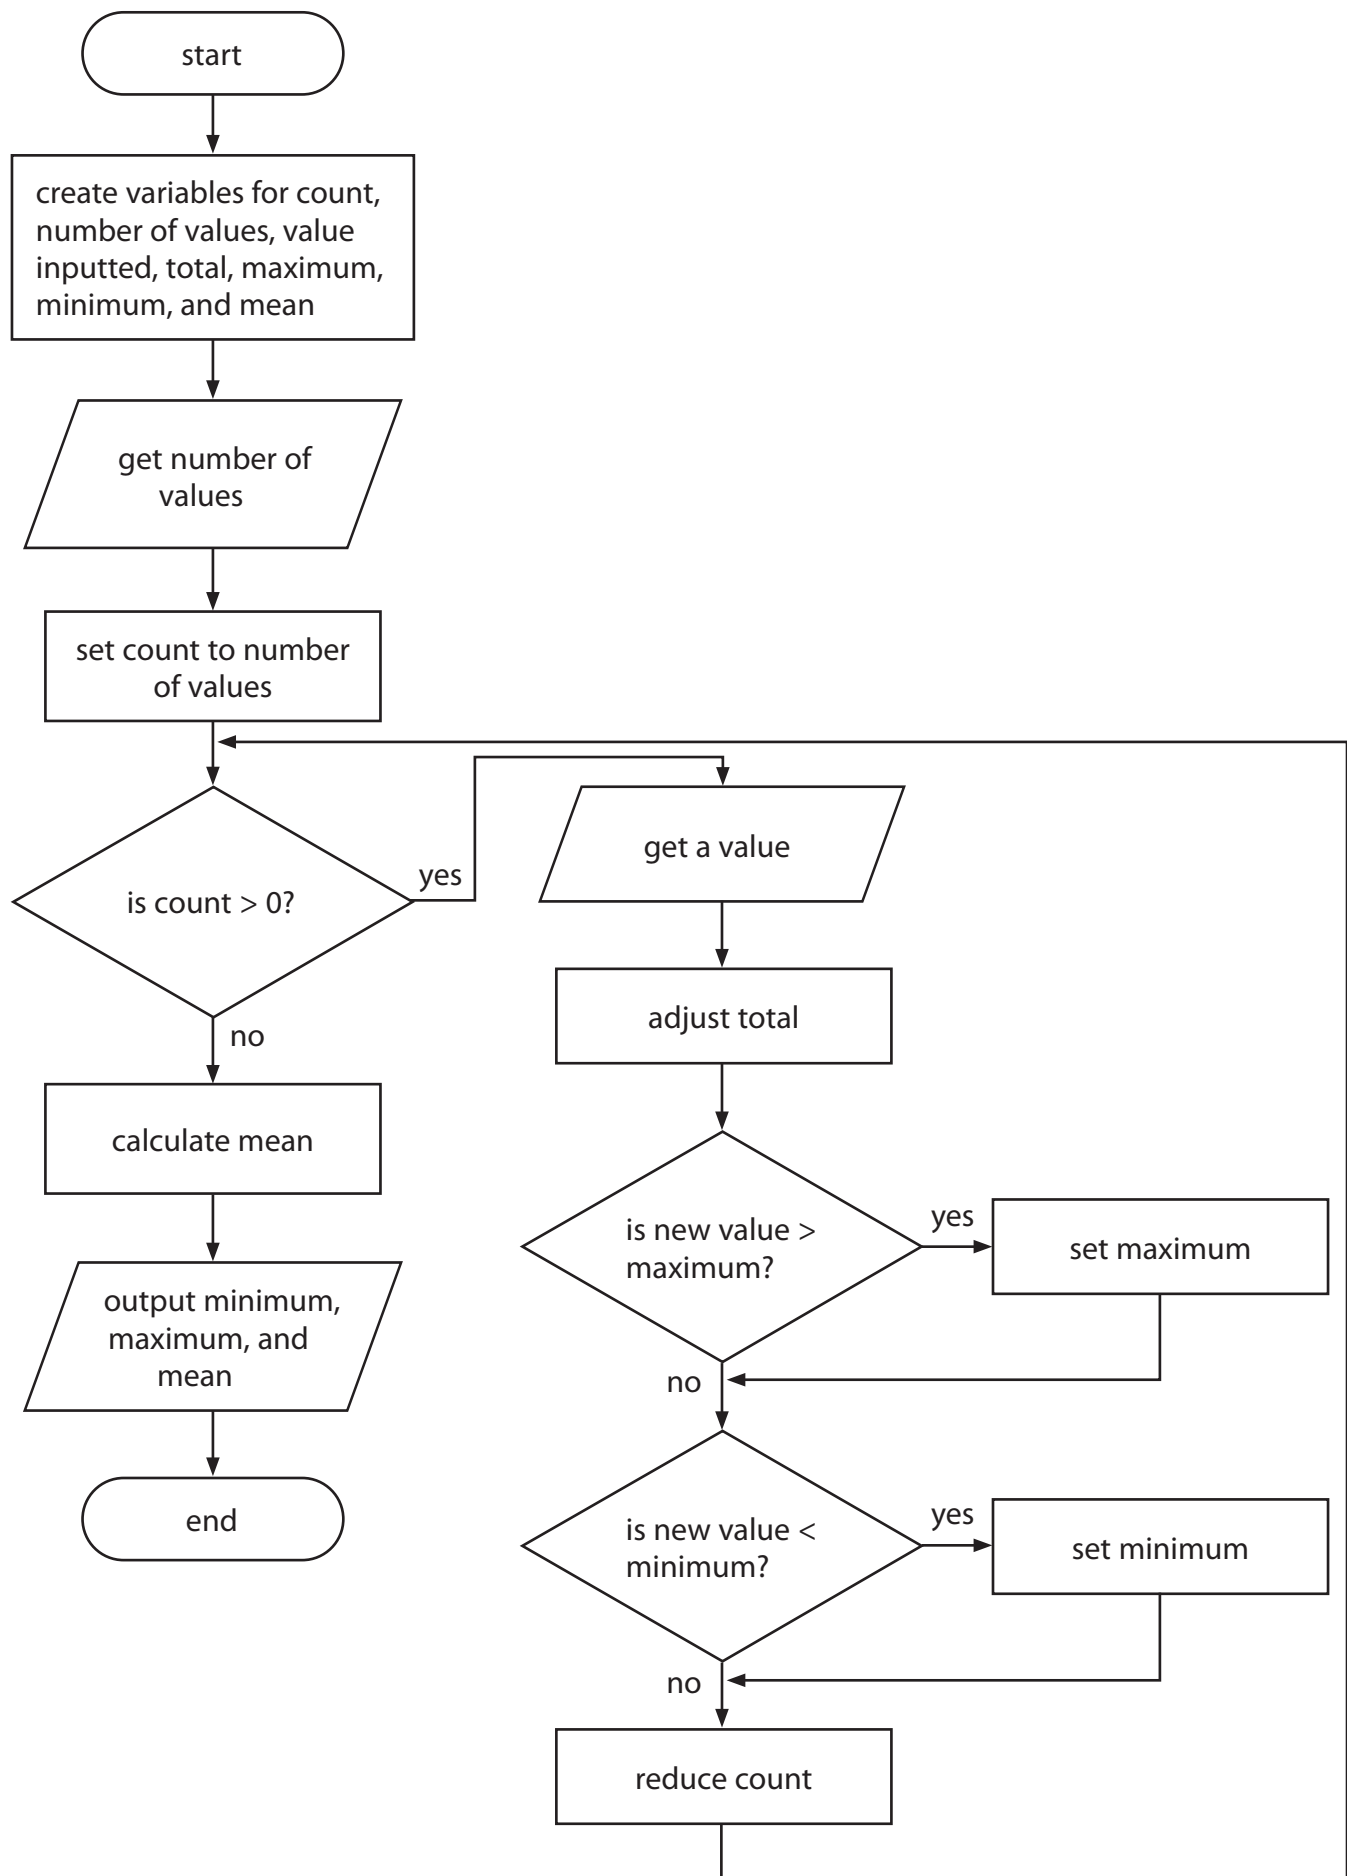 start
create variables for count,
number of values, value
inputted, total, maximum,
minimum, and mean
get number of
values
set count to number
of values
is count > 0?
yes
no
calculate mean
output minimum,
maximum, and
mean
end
get a value
adjust total
is new value >
maximum?
yes
set maximum
no
is new value <
minimum?
yes
set minimum
no
reduce count